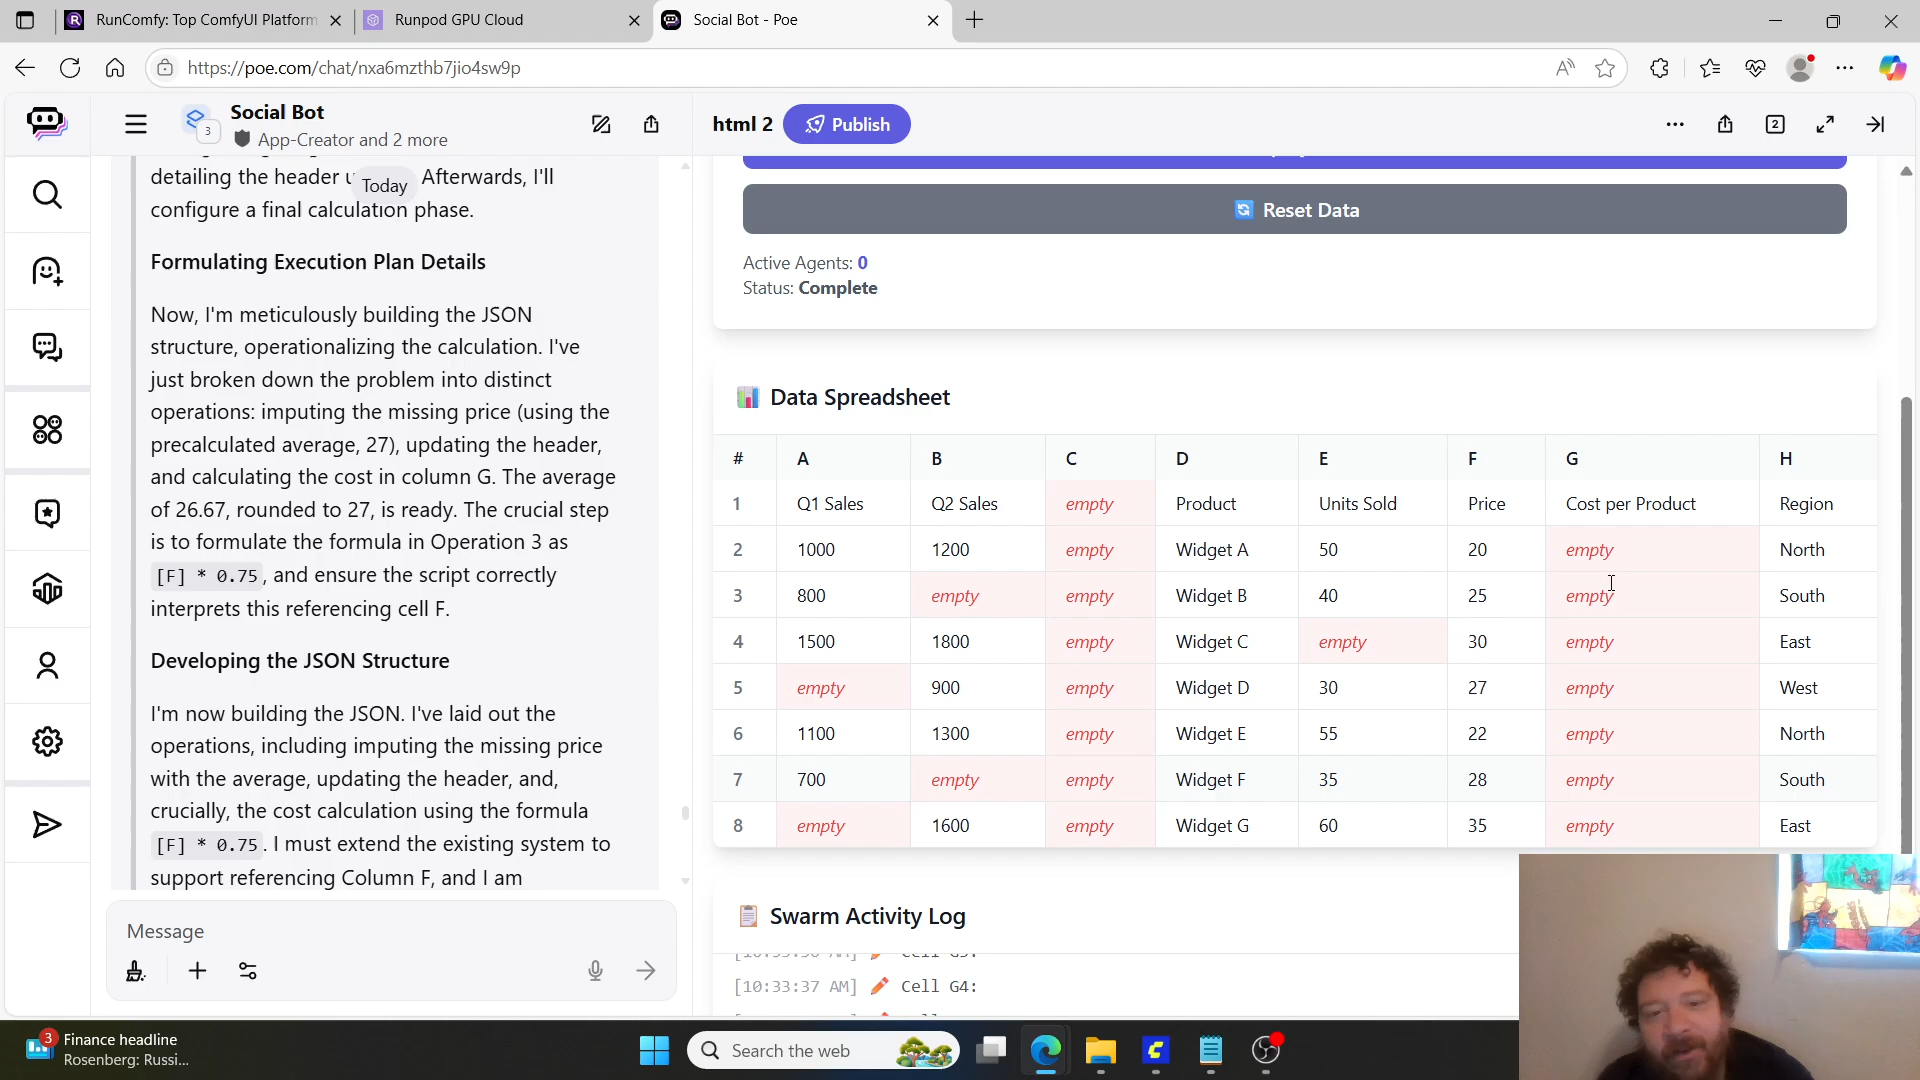 RunComfy: Top ComfyUI Platform
Runpod GPU Cloud
Social Bot - Poe
https://poe.com/chat/nxa6mzthb7jio4sw9p
Social Bot
3
App-Creator and 2 more
html 2
Publish
2
Today
detailing the header u Afterwards, I'll
configure a final calculation phase.
Formulating Execution Plan Details
Now, I'm meticulously building the JSON
structure, operationalizing the calculation. I've
just broken down the problem into distinct
operations: imputing the missing price (using the
precalculated average, 27), updating the header,
and calculating the cost in column G. The average
of 26.67, rounded to 27, is ready. The crucial step
is to formulate the formula in Operation 3 as
[F] * 0.75, and ensure the script correctly
interprets this referencing cell F.
Developing the JSON Structure
I'm now building the JSON. I've laid out the
operations, including imputing the missing price
with the average, updating the header, and,
crucially, the cost calculation using the formula
[F] * 0.75. I must extend the existing system to
support referencing Column F, and I am
Message
Reset Data
Active Agents: 0
Status: Complete
Data Spreadsheet
# A B C D E F G H
1 Q1 Sales Q2 Sales empty Product Units Sold Price Cost per Product Region
2 1000 1200 empty Widget A 50 20 empty North
3 800 empty empty Widget B 40 25 empty South
4 1500 1800 empty Widget C empty 30 empty East
5 empty 900 empty Widget D 30 27 empty West
6 1100 1300 empty Widget E 55 22 empty North
7 700 empty empty Widget F 35 28 empty South
8 empty 1600 empty Widget G 60 35 empty East
Swarm Activity Log
[10:33:37 AM] Cell G4:
3
Finance headline
Rosenberg: Russi...
Search the web